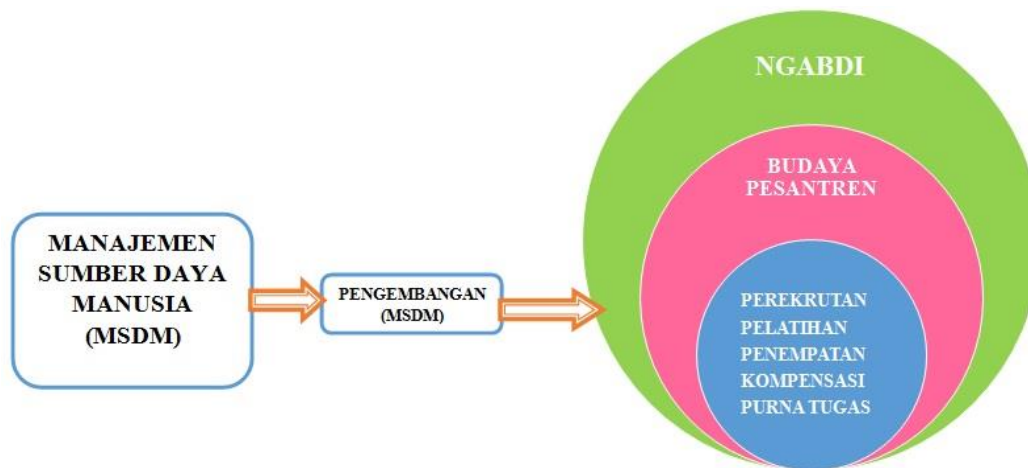 MANAJEMEN
SUMBER DAYA
MANUSIA
(MSDM)
PENGEMBANGAN
(MSDM)
NGABDI
BUDAYA
PESANTREN
PEREKRUTAN
PELATIHAN
PENEMPATAN
KOMPENSASI
PURNA TUGAS